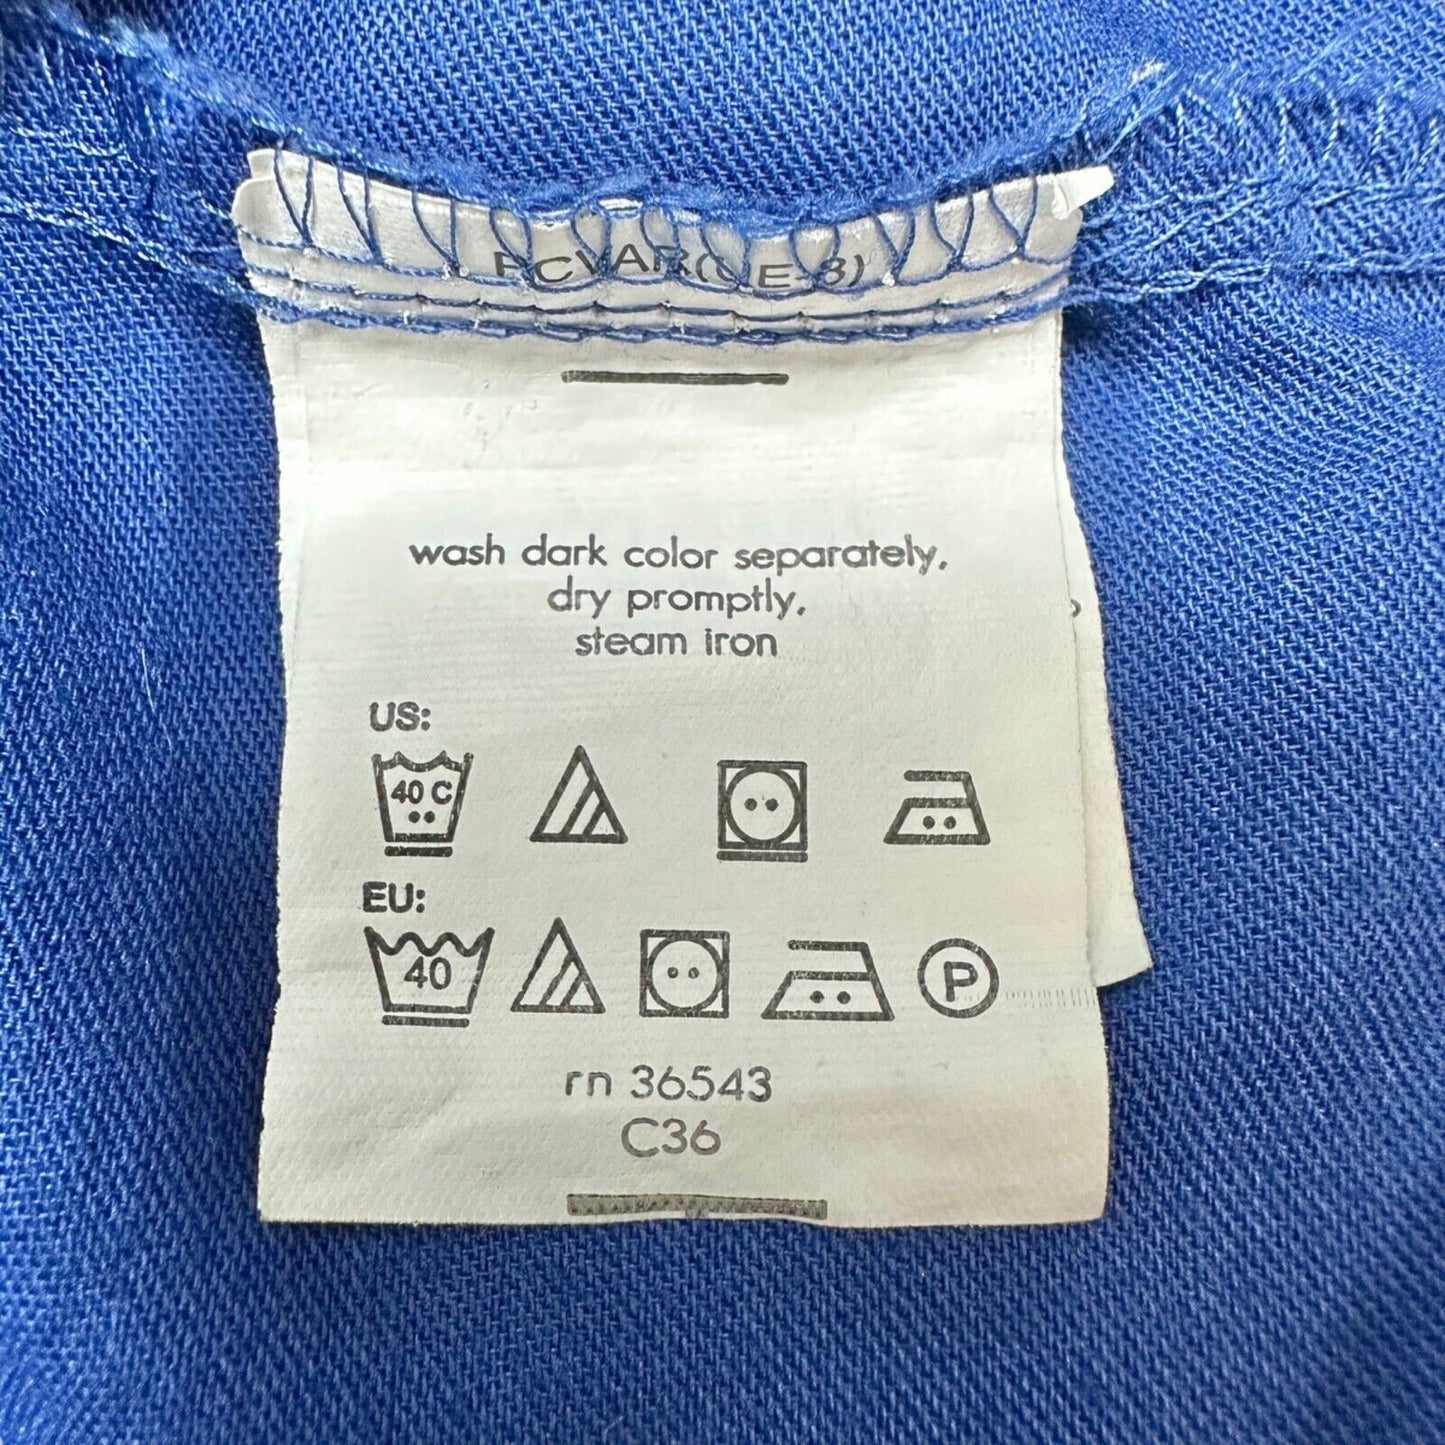 wash dark color separately.
dry promptly.
steam iron
US:
40 C
EU:
40
P
rn 36543
C36